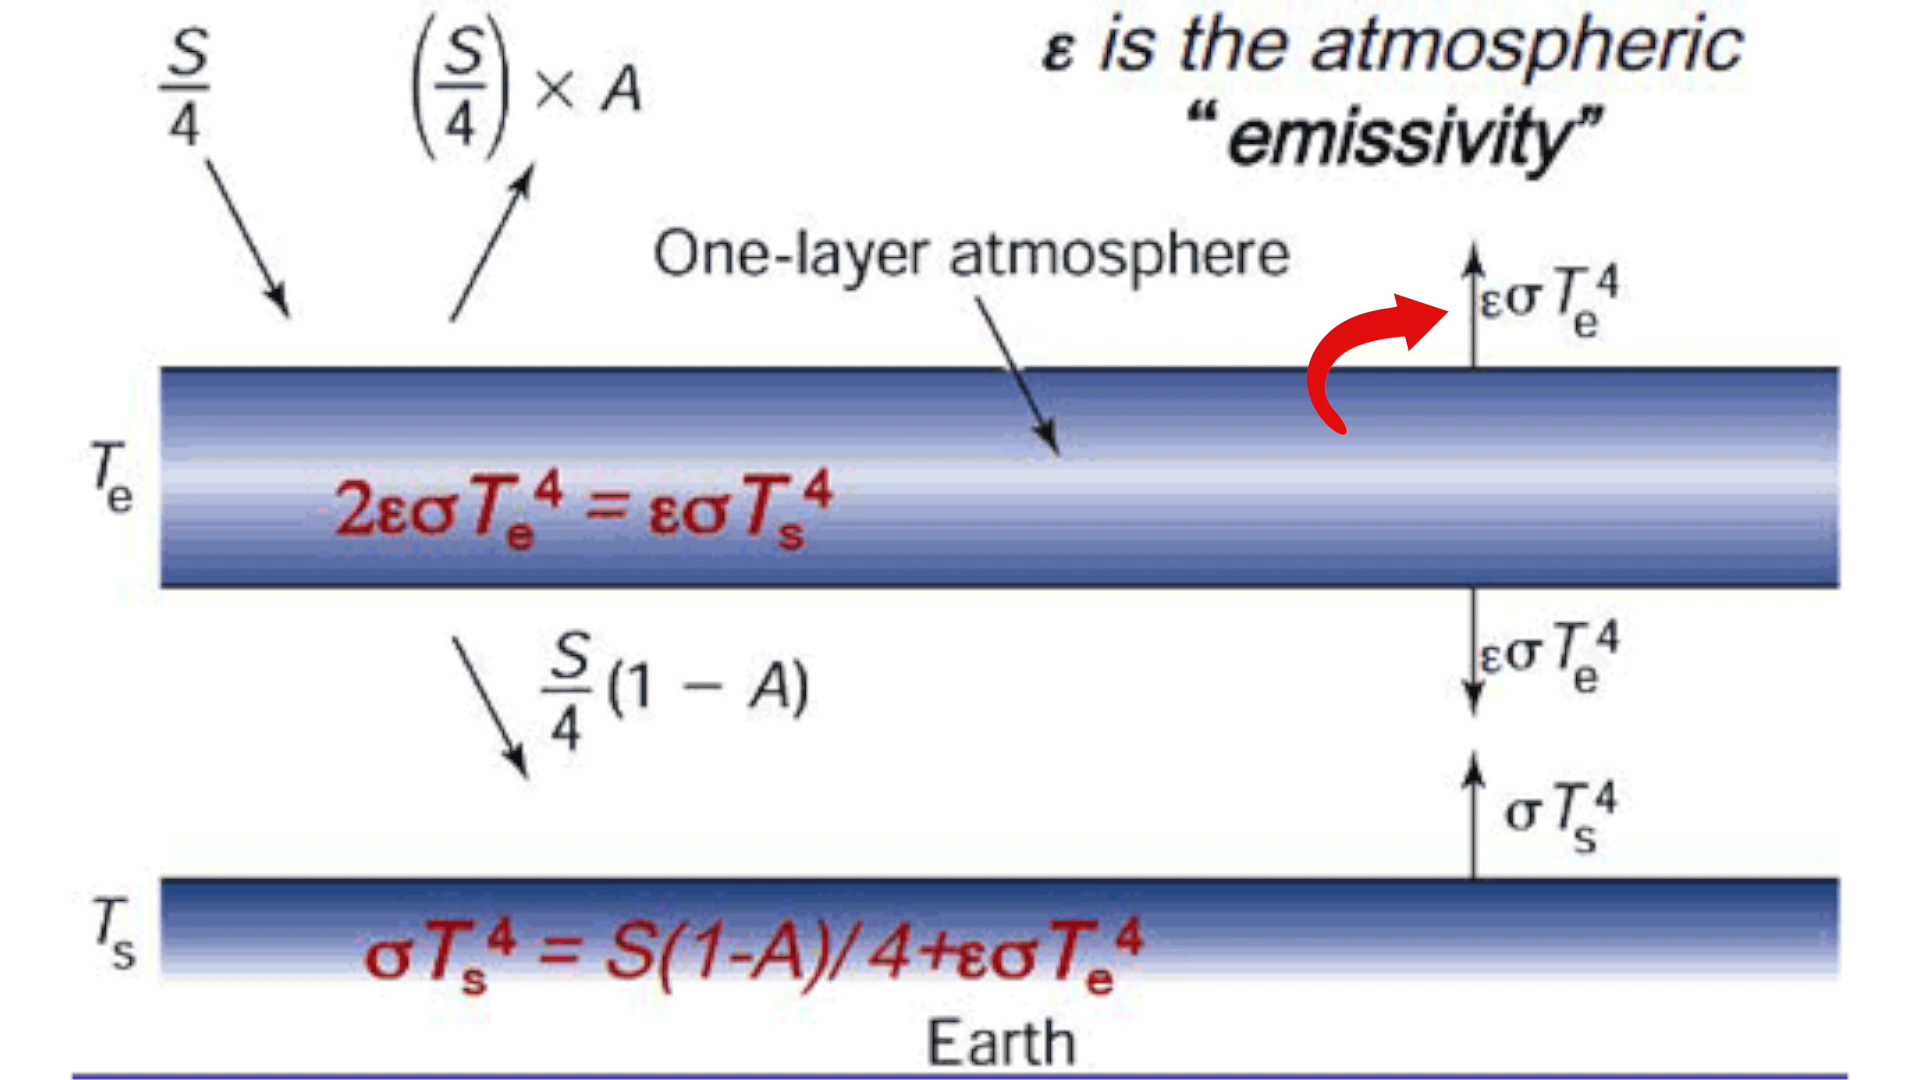 S/4
(S/4) × A
ε is the atmospheric
“emissivity”
One-layer atmosphere
εσTₑ⁴
Tₑ
2εσTₑ⁴ = εσTₛ⁴
S/4 (1 − A)
εσTₑ⁴
σTₛ⁴
Tₛ
σTₛ⁴ = S(1-A)/4+εσTₑ⁴
Earth